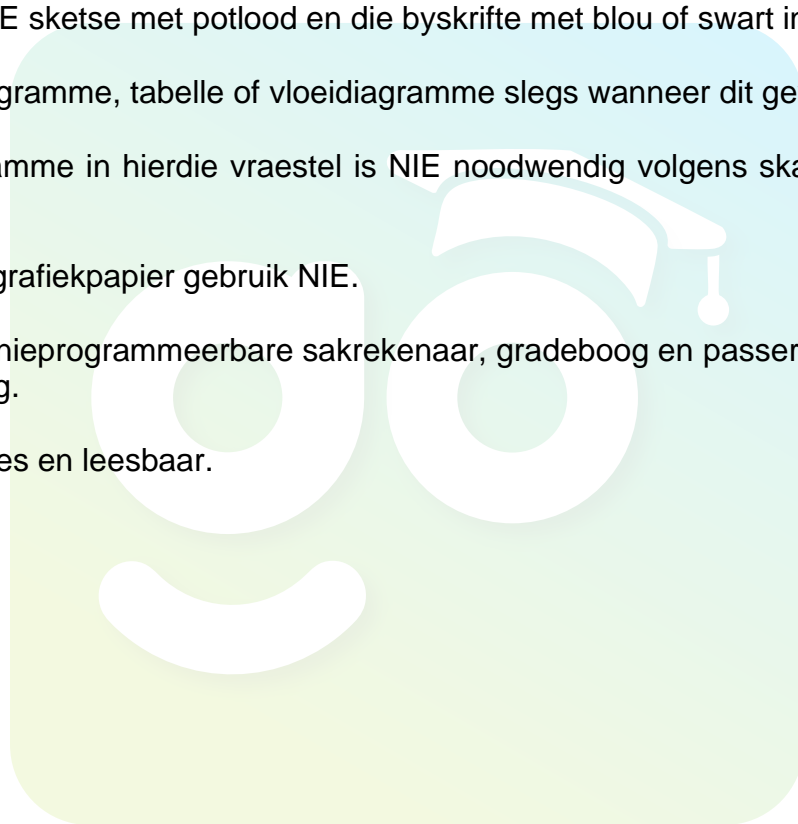 E sketse met potlood en die byskrifte met blou of swart in
gramme, tabelle of vloeidiagramme slegs wanneer dit ge
amme in hierdie vraestel is NIE noodwendig volgens ska
grafiekpapier gebruik NIE.
nieprogrammeerbare sakrekenaar, gradeboog en passer
g.
es en leesbaar.
go